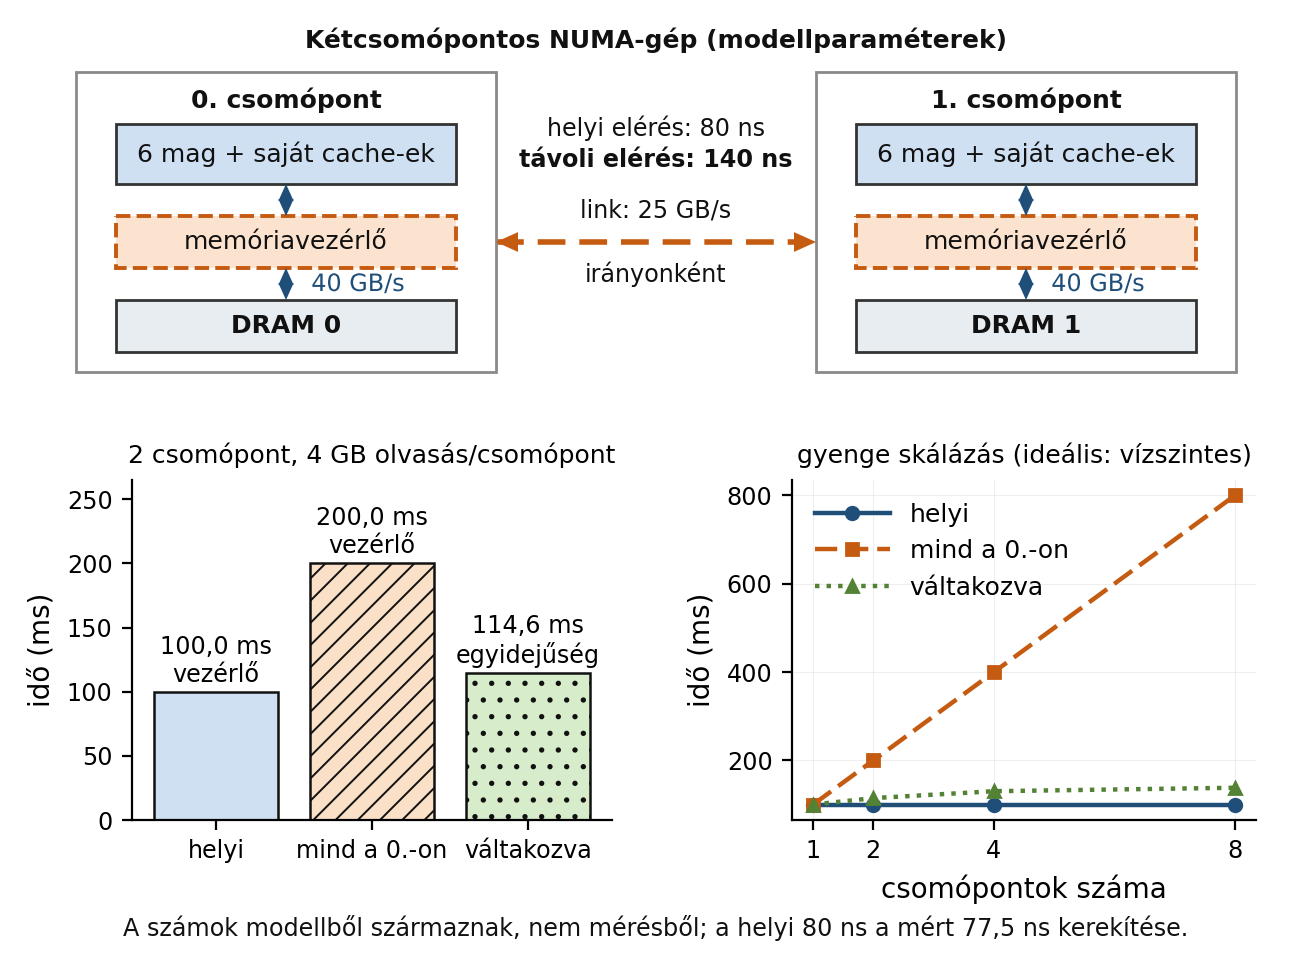 Kétcsomópontos NUMA-gép (modellparaméterek)
0. csomópont
6 mag + saját cache-ek
memóriavezérlő
40 GB/s
DRAM 0
helyi elérés: 80 ns
távoli elérés: 140 ns
link: 25 GB/s
irányonként
1. csomópont
6 mag + saját cache-ek
memóriavezérlő
40 GB/s
DRAM 1
2 csomópont, 4 GB olvasás/csomópont
idő (ms)
250
200
150
100
50
0
100,0 ms
vezérlő
200,0 ms
vezérlő
114,6 ms
egyidejűség
helyi
mind a 0.-on
váltakozva
gyenge skálázás (ideális: vízszintes)
idő (ms)
800
600
400
200
helyi
mind a 0.-on
váltakozva
1
2
4
8
csomópontok száma
A számok modellből származnak, nem mérésből; a helyi 80 ns a mért 77,5 ns kerekítése.